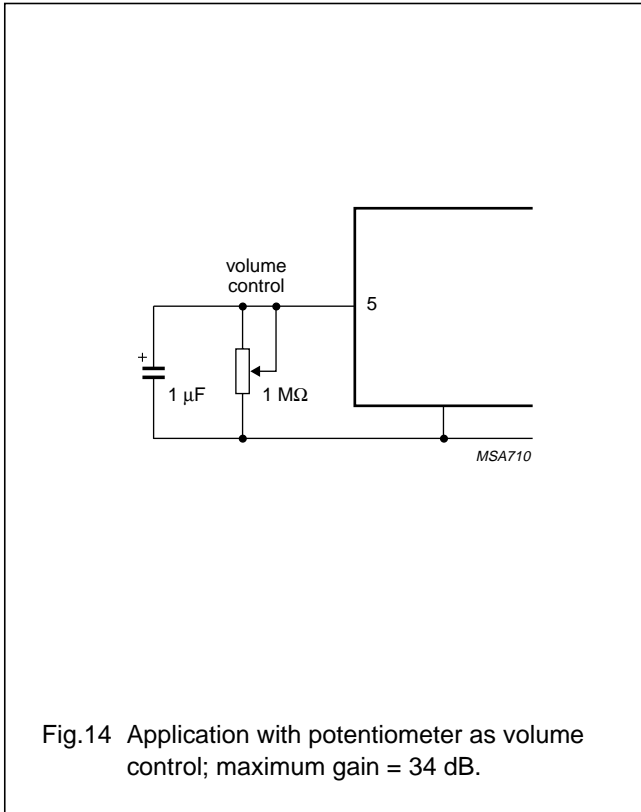 volume
control
5
+
1 μF
1 MΩ
MSA710
Fig.14 Application with potentiometer as volume
control; maximum gain = 34 dB.